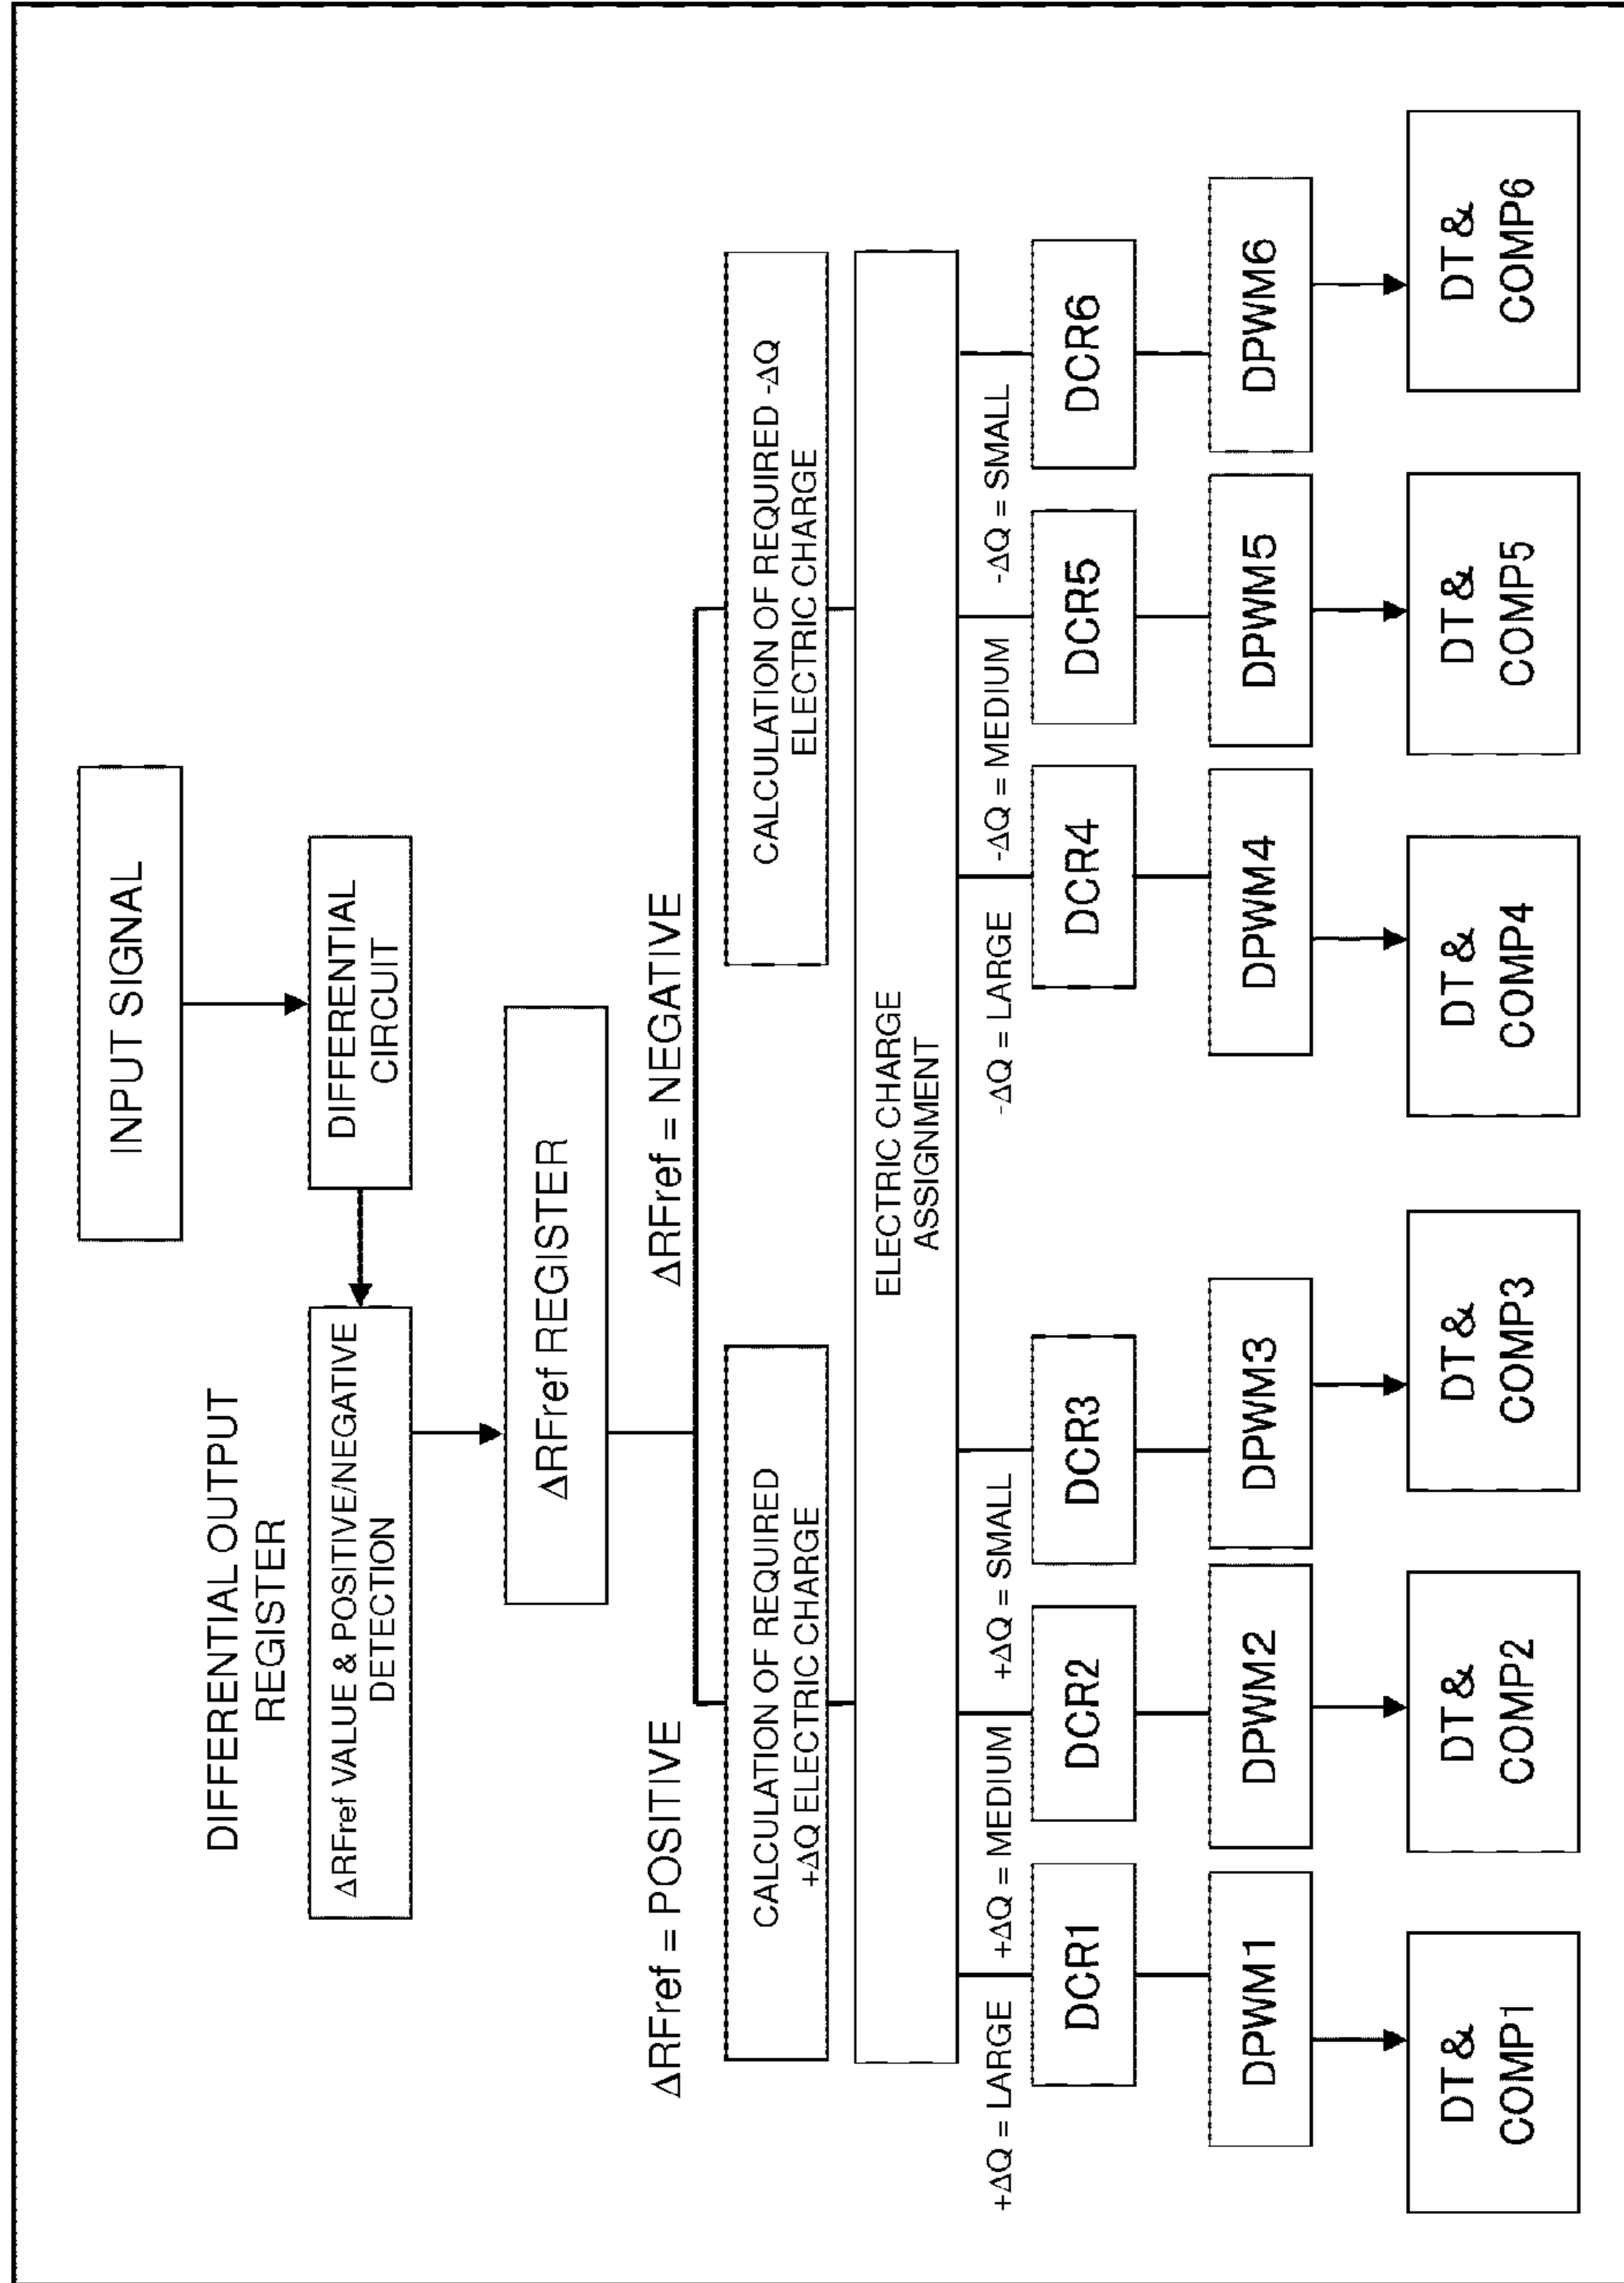 INPUT SIGNAL
DIFFERENTIAL
CIRCUIT
DIFFERENTIAL OUTPUT
REGISTER
ΔRFref VALUE & POSITIVE/NEGATIVE
DETECTION
ΔRFref REGISTER
ΔRFref = POSITIVE
ΔRFref = NEGATIVE
CALCULATION OF REQUIRED
+ΔQ ELECTRIC CHARGE
CALCULATION OF REQUIRED -ΔQ
ELECTRIC CHARGE
ELECTRIC CHARGE
ASSIGNMENT
+ΔQ = LARGE
+ΔQ = MEDIUM
+ΔQ = SMALL
-ΔQ = LARGE
-ΔQ = MEDIUM
-ΔQ = SMALL
DCR1
DCR2
DCR3
DCR4
DCR5
DCR6
DPWM1
DPWM2
DPWM3
DPWM4
DPWM5
DPWM6
DT &
COMP1
DT &
COMP2
DT &
COMP3
DT &
COMP4
DT &
COMP5
DT &
COMP6